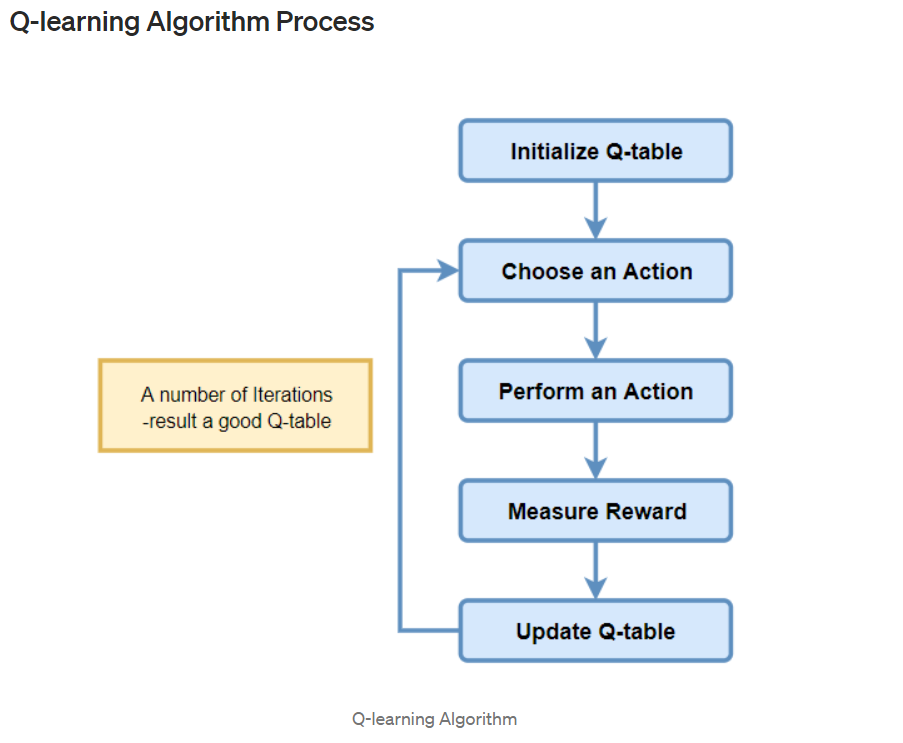 Q-learning Algorithm Process
Initialize Q-table
Choose an Action
Perform an Action
A number of Iterations
-result a good Q-table
Measure Reward
Update Q-table
Q-learning Algorithm